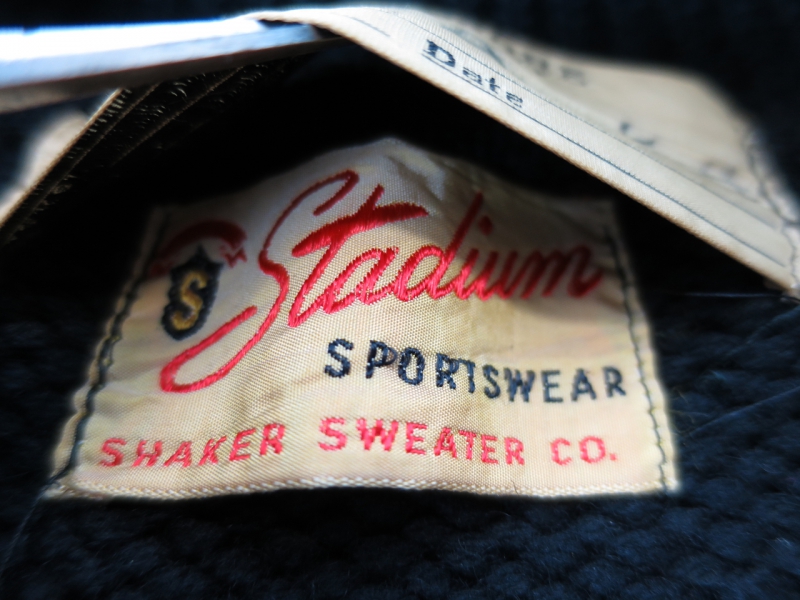 Date
Stadium
S
SPORTSWEAR
SHAKER SWEATER CO.